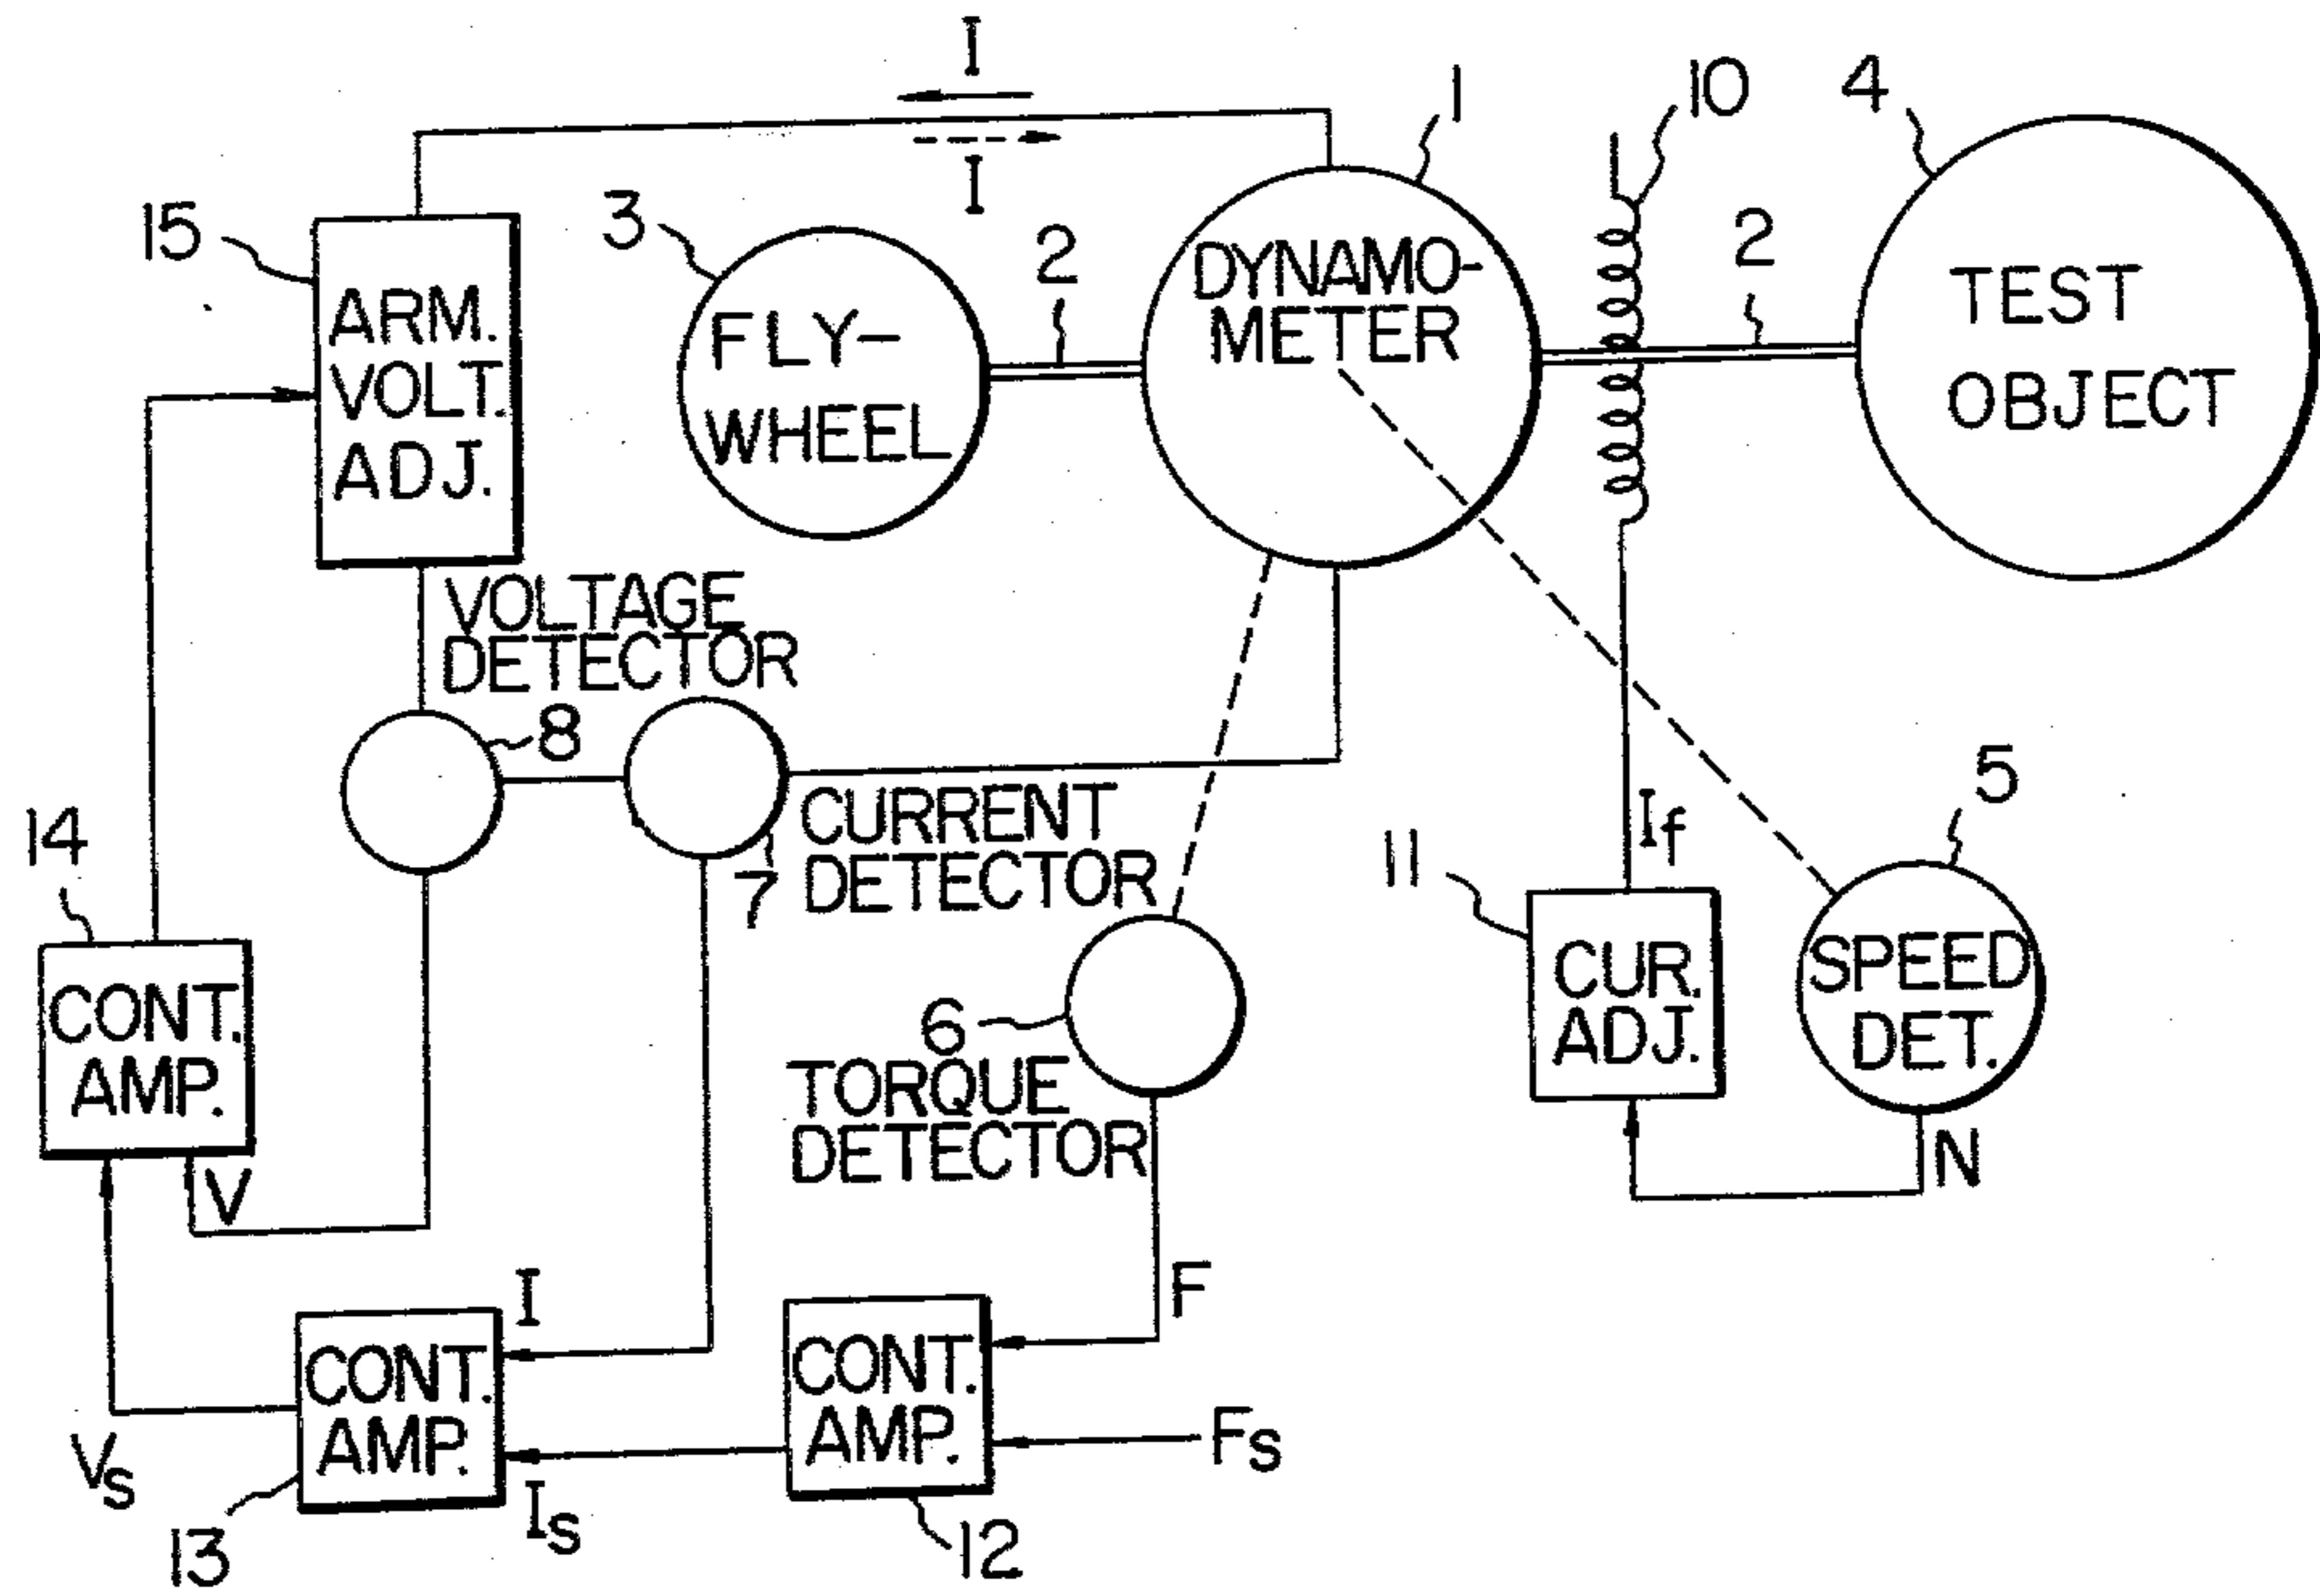 I
I
1
10
4
15
3
2
2
DYNAMO-
METER
TEST
OBJECT
FLY-
WHEEL
ARM.
VOLT.
ADJ.
VOLTAGE
DETECTOR
8
7
CURRENT
DETECTOR
14
CONT.
AMP.
V
6
TORQUE
DETECTOR
11
If
CUR.
ADJ.
5
SPEED
DET.
N
I
F
CONT.
AMP.
CONT.
AMP.
Fs
Vs
Is
13
12